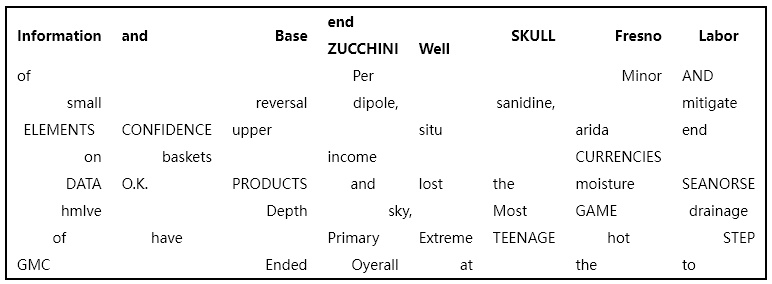 Information and Base end ZUCCHINI Well SKULL Fresno Labor
of Per Minor AND
small reversal dipole, sanidine, mitigate
ELEMENTS CONFIDENCE upper situ arida end
on baskets income CURRENCIES
DATA O.K. PRODUCTS and lost the moisture SEANORSE
hmlve Depth sky, Most GAME drainage
of have Primary Extreme TEENAGE hot STEP
GMC Ended Oyerall at the to